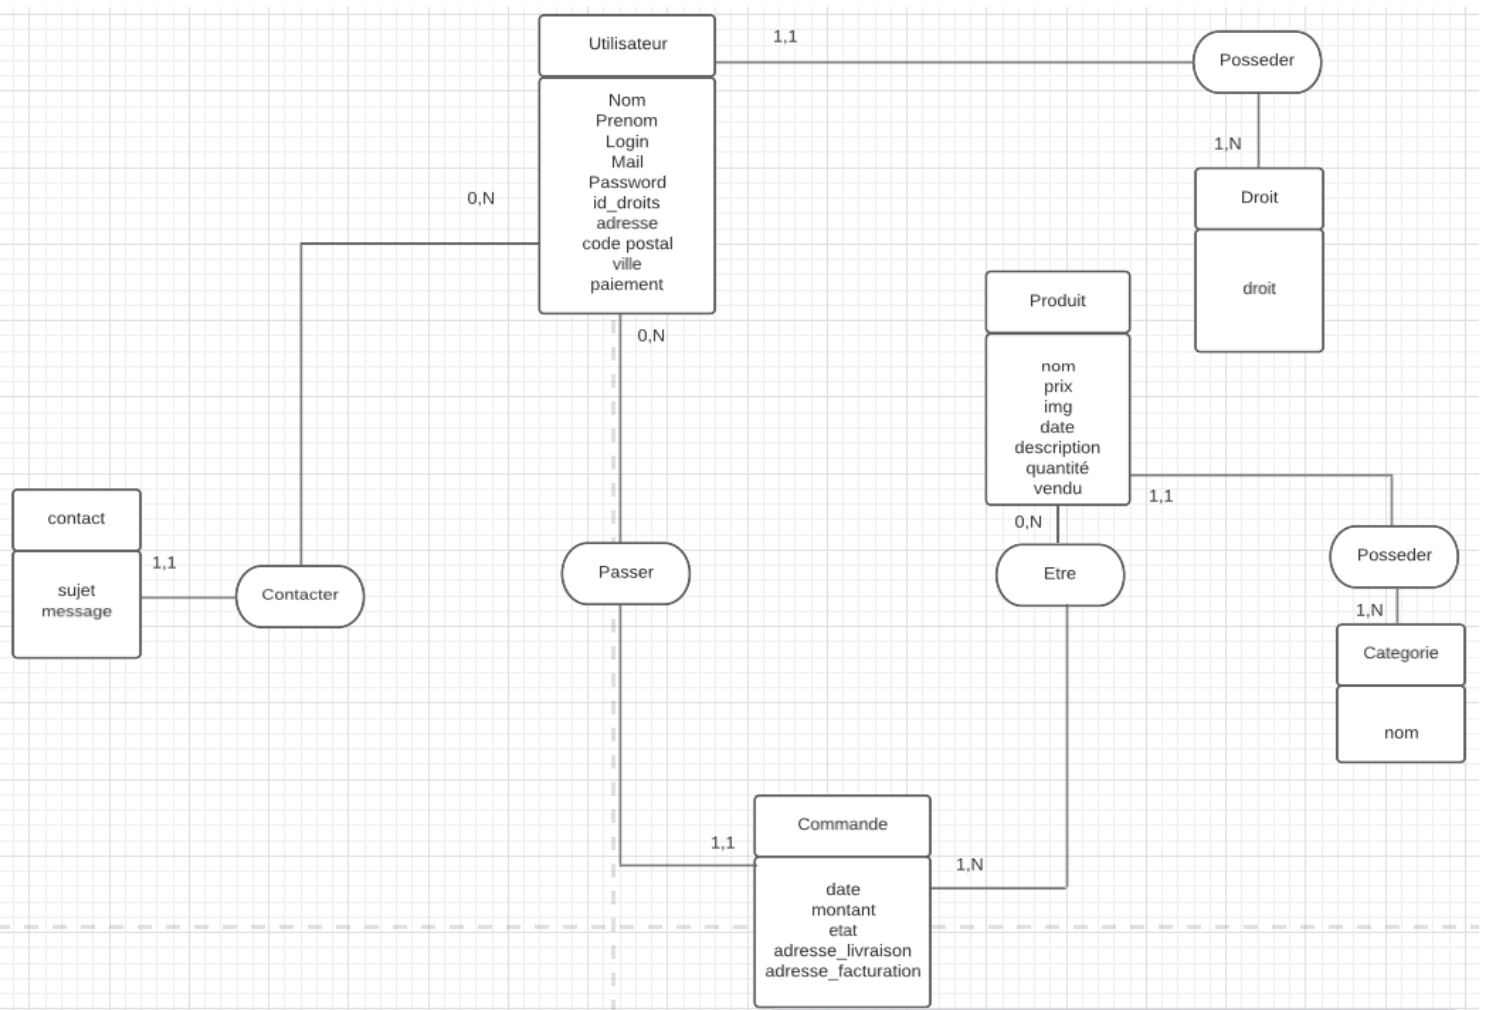 Utilisateur
Nom
Prenom
Login
Mail
Password
id_droits
adresse
code postal
ville
paiement
1,1
Posseder
1,N
Droit
droit
0,N
0,N
Produit
nom
prix
img
date
description
quantité
vendu
1,1
0,N
Posseder
1,N
Categorie
nom
contact
sujet
message
1,1
Contacter
Passer
Etre
1,1
Commande
date
montant
etat
adresse_livraison
adresse_facturation
1,N